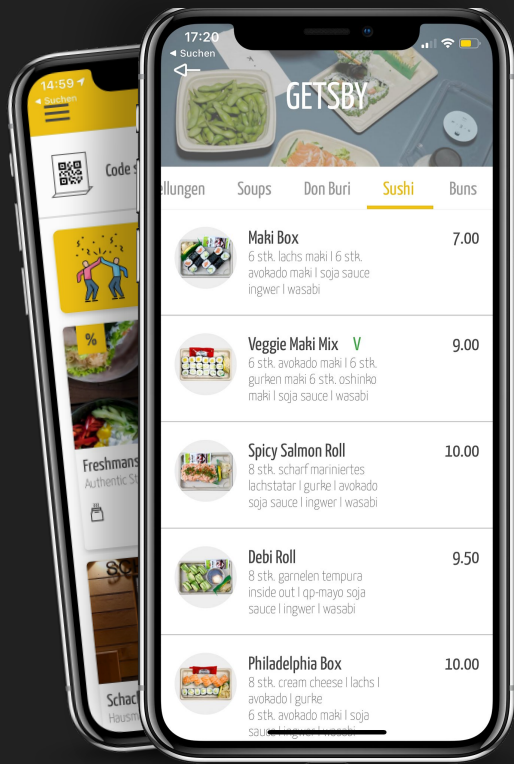 14:59
◄ Suchen
Code
%
Freshmans
Authentic
Schac
Hausm
17:20
◄ Suchen
GETSBY
ellungen Soups Don Buri Sushi Buns
Maki Box 7.00
6 stk. lachs maki I 6 stk.
avokado maki I soja sauce
ingwer I wasabi
Veggie Maki Mix V 9.00
6 stk. avokado maki I 6 stk.
gurken maki 6 stk. oshinko
maki I soja sauce I wasabi
Spicy Salmon Roll 10.00
8 stk. scharf mariniertes
lachstatar I gurke I avokado
soja sauce I ingwer I wasabi
Debi Roll 9.50
8 stk. garnelen tempura
inside out I qp-mayo soja
sauce I ingwer I wasabi
Philadelphia Box 10.00
8 stk. cream cheese I lachs I
avokado I gurke
6 stk. avokado maki I soja
sauce I ingwer I wasabi